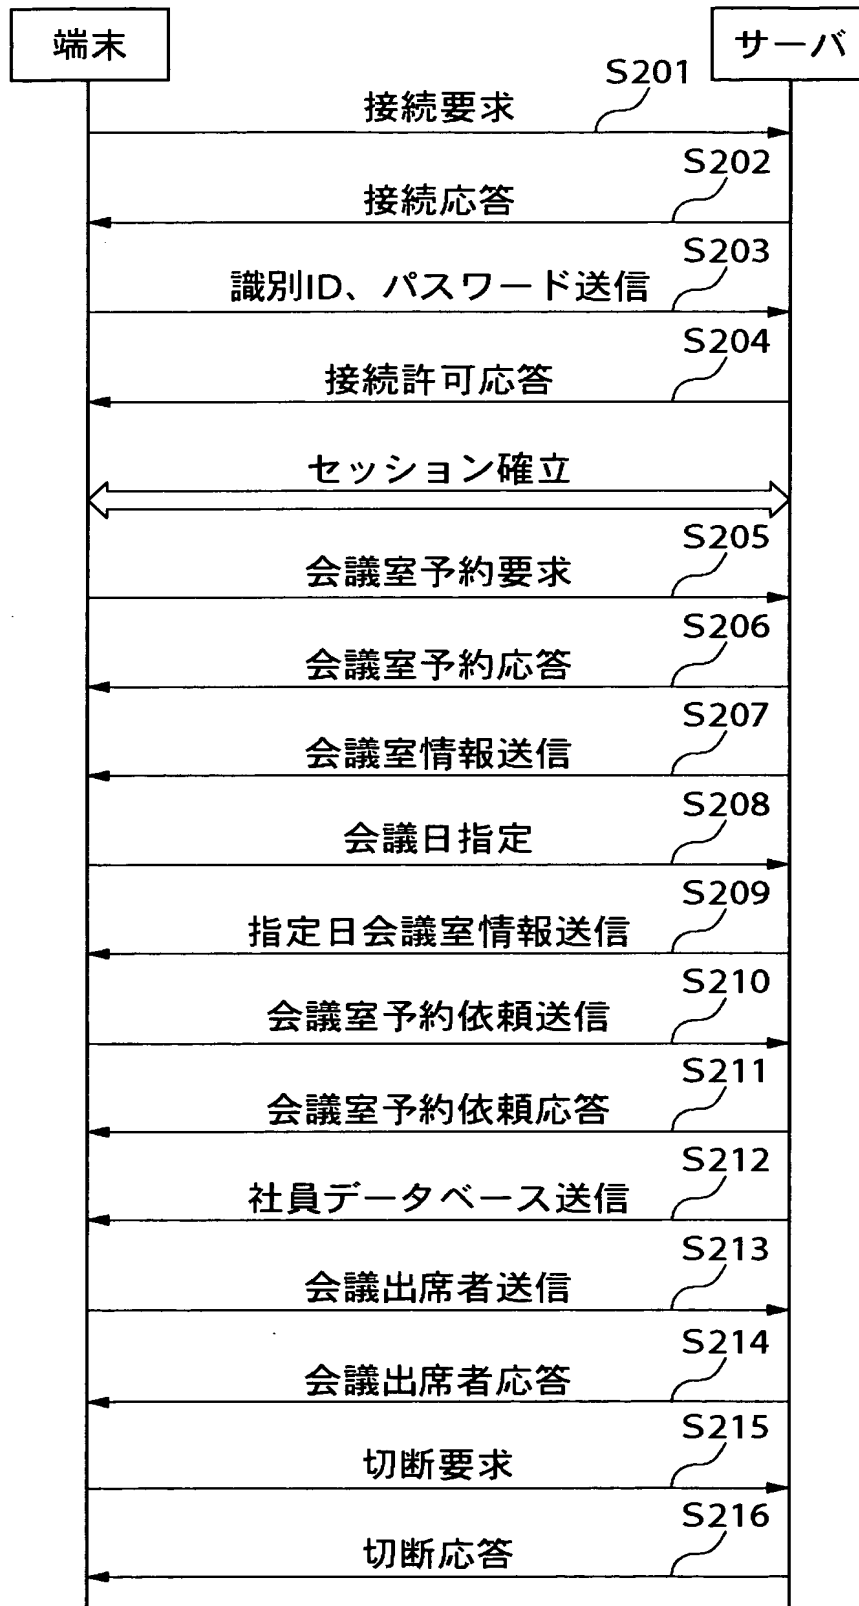 端末
サーバ
S201
接続要求
S202
接続応答
S203
識別ID、パスワード送信
S204
接続許可応答
セッション確立
S205
会議室予約要求
S206
会議室予約応答
S207
会議室情報送信
S208
会議日指定
S209
指定日会議室情報送信
S210
会議室予約依頼送信
S211
会議室予約依頼応答
S212
社員データベース送信
S213
会議出席者送信
S214
会議出席者応答
S215
切断要求
S216
切断応答